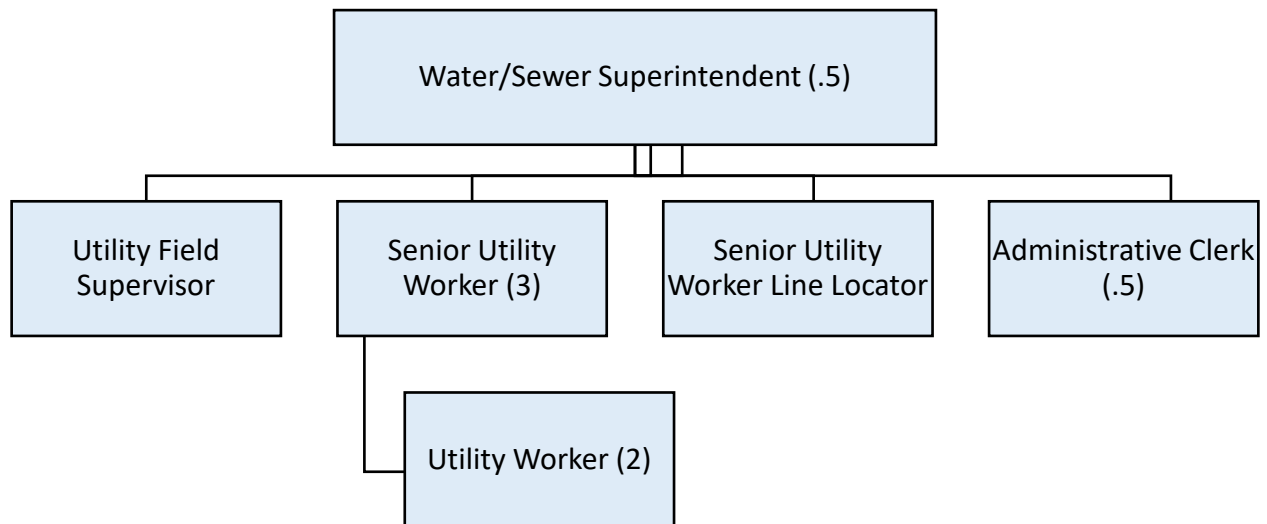 Water/Sewer Superintendent (.5)
Utility Field
Supervisor
Senior Utility
Worker (3)
Senior Utility
Worker Line Locator
Administrative Clerk
(.5)
Utility Worker (2)